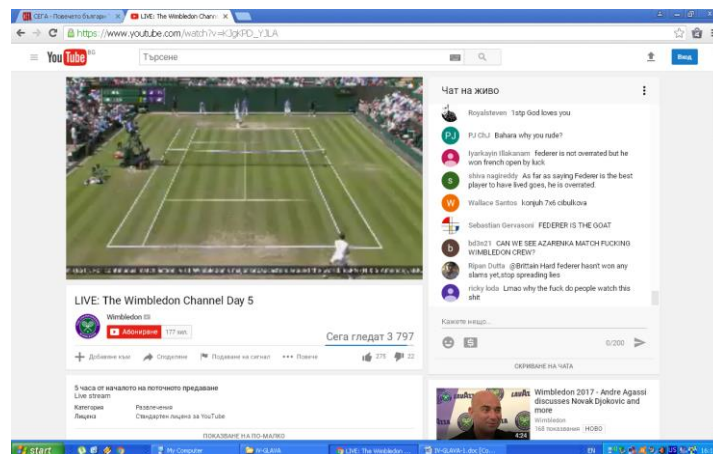 СЕГА - Повечето българи
LIVE: The Wimbledon Chann
https://www.youtube.com/watch?v=KJgKPD_YJLA
YouTube BG
Търсене
Вход
LIVE: The Wimbledon Channel Day 5
Wimbledon
Абониране 177 хил.
Сега гледат 3 797
Добавяне към Споделяне Подаване на сигнал Повече 275 22
5 часа от началото на поточното предаване
Live stream
Категория Развлечения
Лиценз Стандартен лиценз за YouTube
ПОКАЗВАНЕ НА ПО-МАЛКО
Чат на живо
Royalsteven 1stp God loves you
PJ ChJ Bahara why you rude?
Iyarkayin Illakanam federer is not overrated but he
won french open by luck
shiva nagireddy As far as saying Federer is the best
player to have lived goes, he is overrated.
Wallace Santos konjuh 7x6 cibulkova
Sebastian Gervasoni FEDERER IS THE GOAT
bd3n21 CAN WE SEE AZARENKA MATCH FUCKING
WIMBLEDON CREW?
Ripan Dutta @Brittain Hard federer hasn't won any
slams yet,stop spreading lies
ricky loda Lmao why the fuck do people watch this
shit
Кажете нещо...
0/200
СКРИВАНЕ НА ЧАТА
Wimbledon 2017 - Andre Agassi
discusses Novak Djokovic and
more
Wimbledon
168 показвания НОВО
4:24
start
My Computer
IV-GLAVA
LIVE: The Wimbledon ...
IV-GLAVA-1.doc [Co...
EN